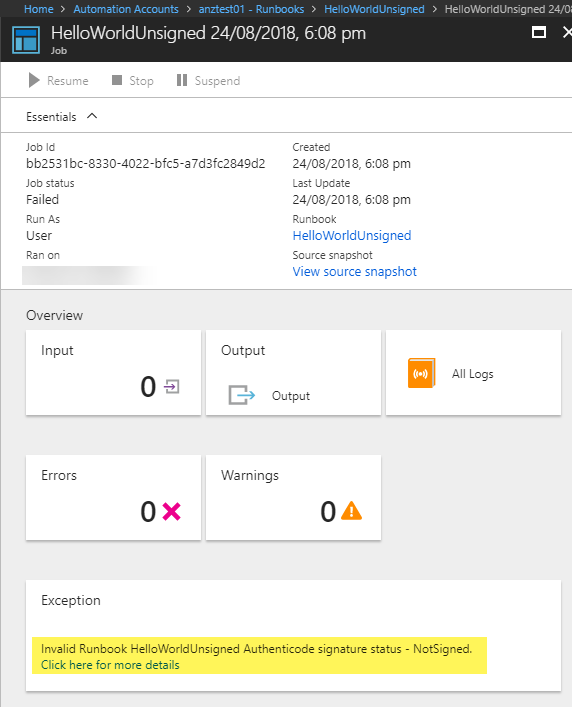 Home > Automation Accounts > anztest01 - Runbooks > HelloWorldUnsigned > HelloWorldUnsigned 24/08/2018, 6:08
HelloWorldUnsigned 24/08/2018, 6:08 pm
Job
Resume Stop Suspend
Essentials
Job Id
bb2531bc-8330-4022-bfc5-a7d3fc2849d2
Job status
Failed
Run As
User
Ran on
Created
24/08/2018, 6:08 pm
Last Update
24/08/2018, 6:08 pm
Runbook
HelloWorldUnsigned
Source snapshot
View source snapshot
Overview
Input
0
Output
Output
All Logs
Errors
0
Warnings
0
Exception
Invalid Runbook HelloWorldUnsigned Authenticode signature status - NotSigned.
Click here for more details